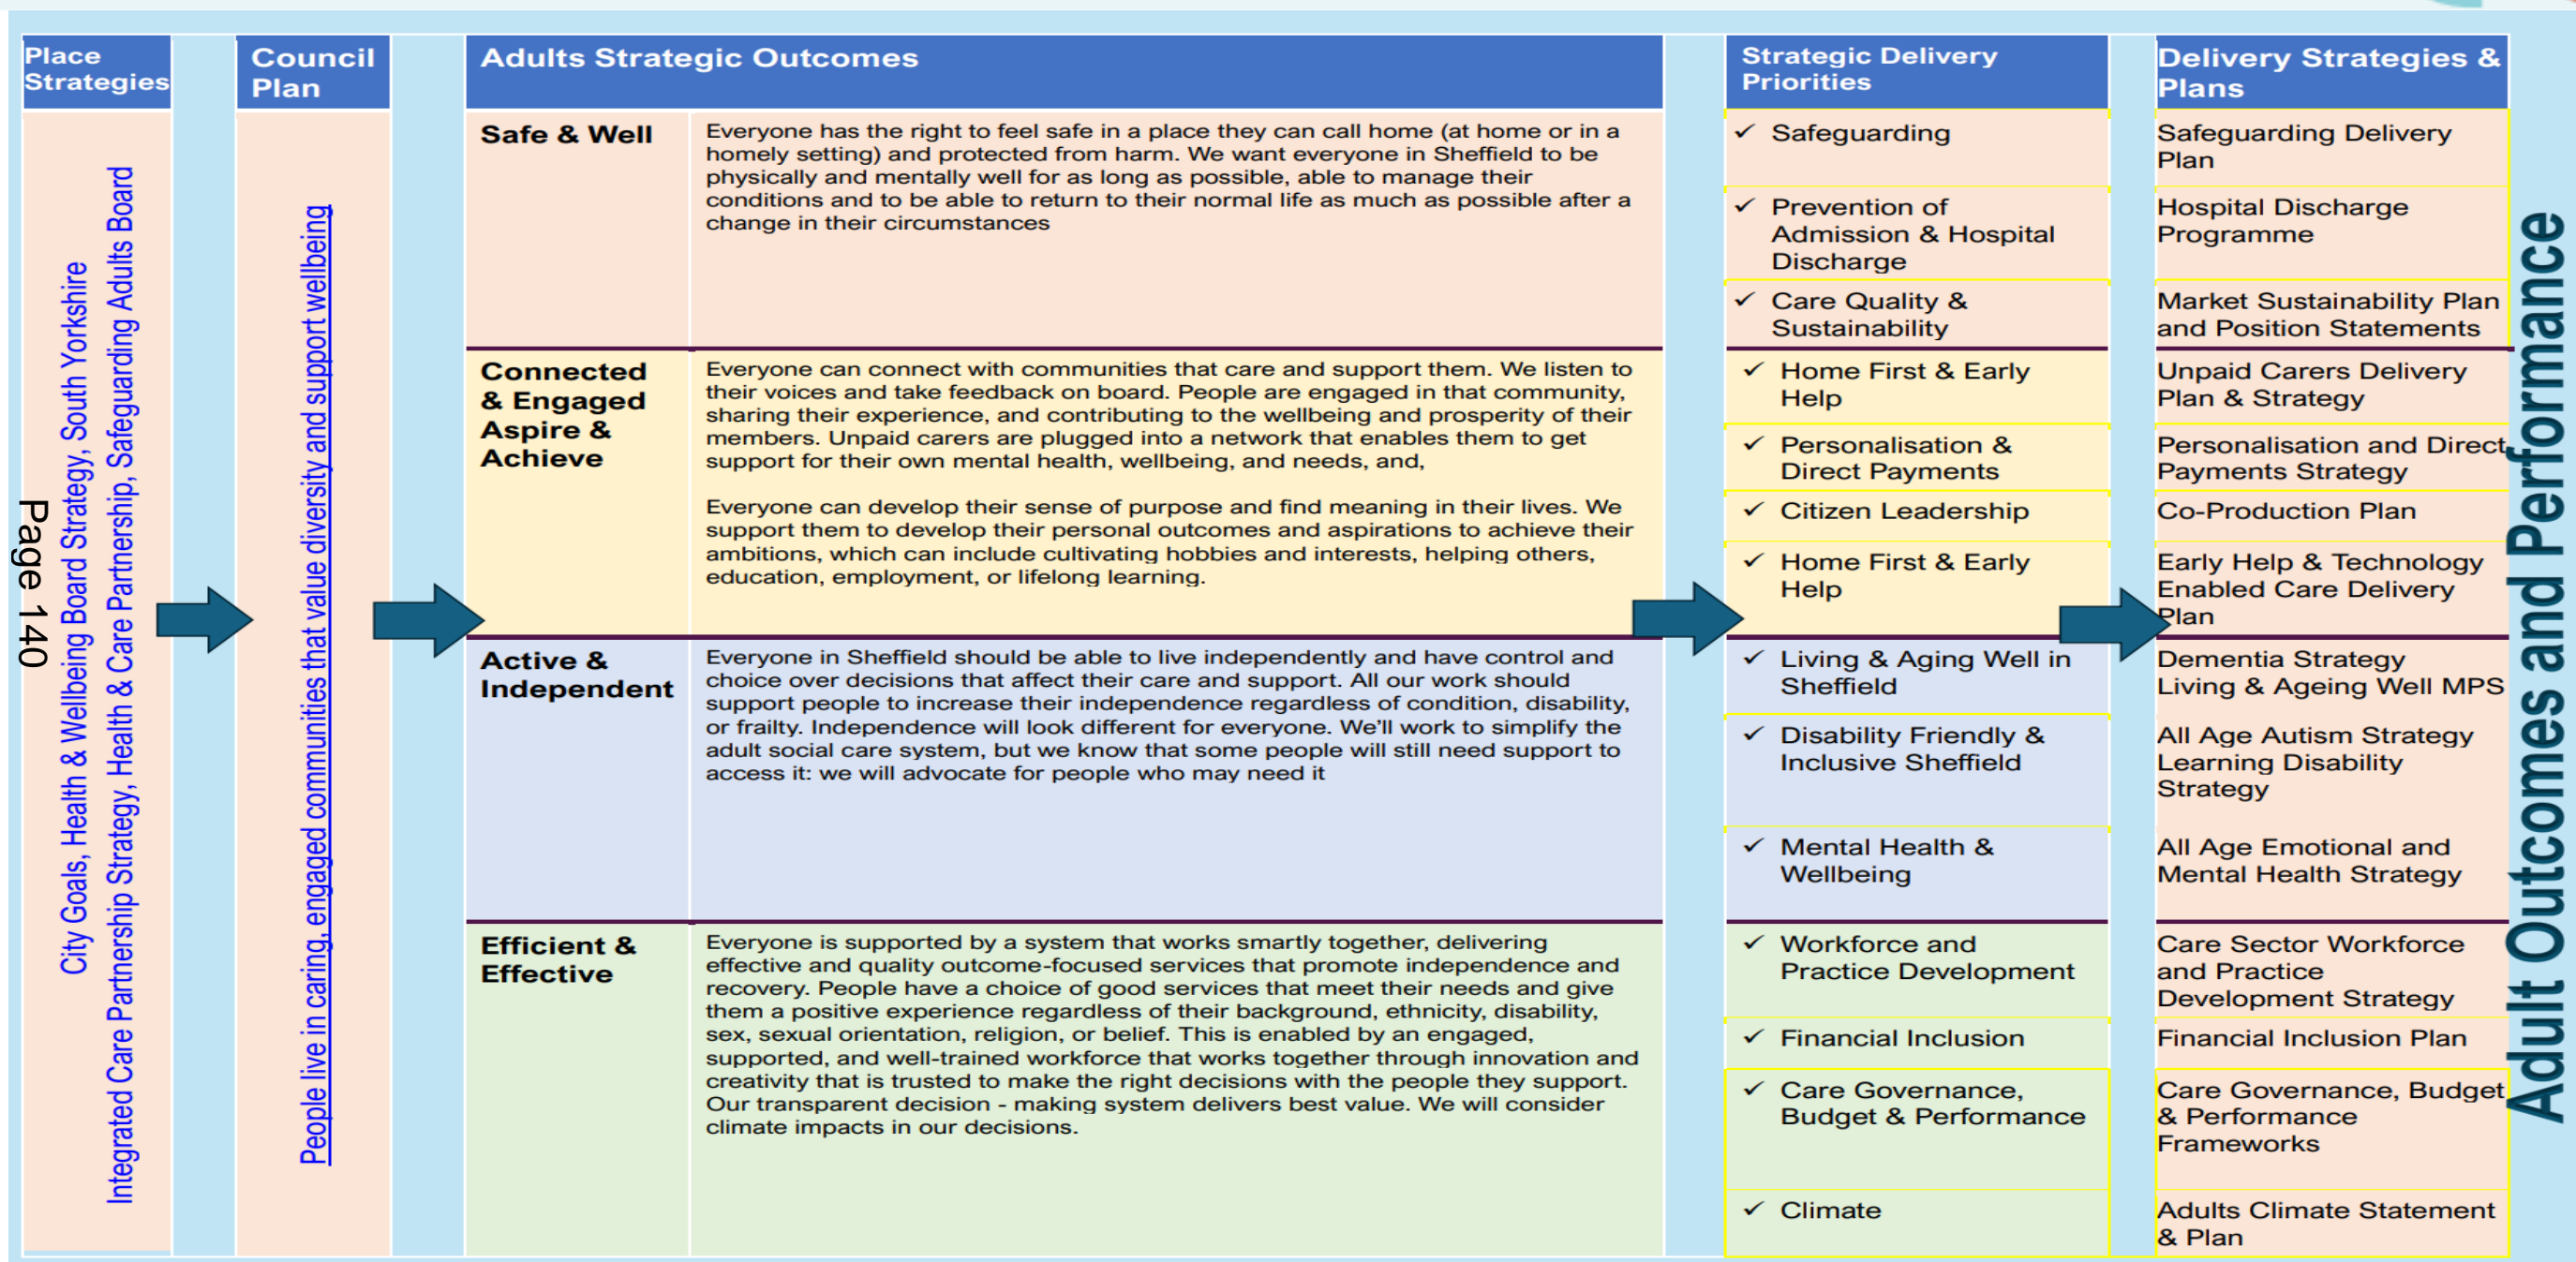 Place
Strategies
City Goals, Health & Wellbeing Board Strategy, South Yorkshire
Integrated Care Partnership Strategy, Health & Care Partnership, Safeguarding Adults Board
Page 140
Council
Plan
People live in caring, engaged communities that value diversity and support wellbeing
Adults Strategic Outcomes
Safe & Well
Everyone has the right to feel safe in a place they can call home (at home or in a
homely setting) and protected from harm. We want everyone in Sheffield to be
physically and mentally well for as long as possible, able to manage their
conditions and to be able to return to their normal life as much as possible after a
change in their circumstances
Connected
& Engaged
Aspire &
Achieve
Everyone can connect with communities that care and support them. We listen to
their voices and take feedback on board. People are engaged in that community,
sharing their experience, and contributing to the wellbeing and prosperity of their
members. Unpaid carers are plugged into a network that enables them to get
support for their own mental health, wellbeing, and needs, and,
Everyone can develop their sense of purpose and find meaning in their lives. We
support them to develop their personal outcomes and aspirations to achieve their
ambitions, which can include cultivating hobbies and interests, helping others,
education, employment, or lifelong learning.
Active &
Independent
Everyone in Sheffield should be able to live independently and have control and
choice over decisions that affect their care and support. All our work should
support people to increase their independence regardless of condition, disability,
or frailty. Independence will look different for everyone. We'll work to simplify the
adult social care system, but we know that some people will still need support to
access it: we will advocate for people who may need it
Efficient &
Effective
Everyone is supported by a system that works smartly together, delivering
effective and quality outcome-focused services that promote independence and
recovery. People have a choice of good services that meet their needs and give
them a positive experience regardless of their background, ethnicity, disability,
sex, sexual orientation, religion, or belief. This is enabled by an engaged,
supported, and well-trained workforce that works together through innovation and
creativity that is trusted to make the right decisions with the people they support.
Our transparent decision - making system delivers best value. We will consider
climate impacts in our decisions.
Strategic Delivery
Priorities
✓ Safeguarding
✓ Prevention of
Admission & Hospital
Discharge
✓ Care Quality &
Sustainability
✓ Home First & Early
Help
✓ Personalisation &
Direct Payments
✓ Citizen Leadership
✓ Home First & Early
Help
✓ Living & Aging Well in
Sheffield
✓ Disability Friendly &
Inclusive Sheffield
✓ Mental Health &
Wellbeing
✓ Workforce and
Practice Development
✓ Financial Inclusion
✓ Care Governance,
Budget & Performance
✓ Climate
Delivery Strategies &
Plans
Safeguarding Delivery
Plan
Hospital Discharge
Programme
Market Sustainability Plan
and Position Statements
Unpaid Carers Delivery
Plan & Strategy
Personalisation and Direct
Payments Strategy
Co-Production Plan
Early Help & Technology
Enabled Care Delivery
Plan
Dementia Strategy
Living & Ageing Well MPS
All Age Autism Strategy
Learning Disability
Strategy
All Age Emotional and
Mental Health Strategy
Care Sector Workforce
and Practice
Development Strategy
Financial Inclusion Plan
Care Governance, Budget
& Performance
Frameworks
Adults Climate Statement
& Plan
Adult Outcomes and Performance